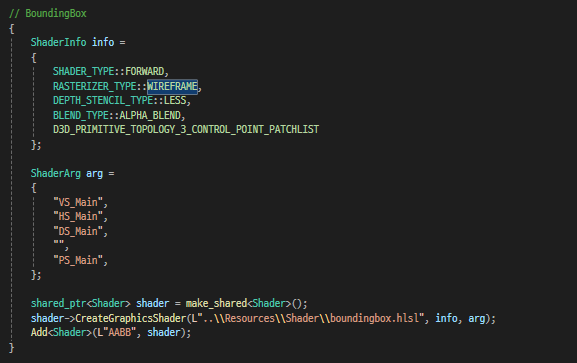 // BoundingBox
{
ShaderInfo info =
{
SHADER_TYPE::FORWARD,
RASTERIZER_TYPE::WIREFRAME,
DEPTH_STENCIL_TYPE::LESS,
BLEND_TYPE::ALPHA_BLEND,
D3D_PRIMITIVE_TOPOLOGY_3_CONTROL_POINT_PATCHLIST
};
ShaderArg arg =
{
"VS_Main",
"HS_Main",
"DS_Main",
"",
"PS_Main",
};
shared_ptr<Shader> shader = make_shared<Shader>();
shader->CreateGraphicsShader(L"..\\Resources\\Shader\\boundingbox.hlsl", info, arg);
Add<Shader>(L"AABB", shader);
}